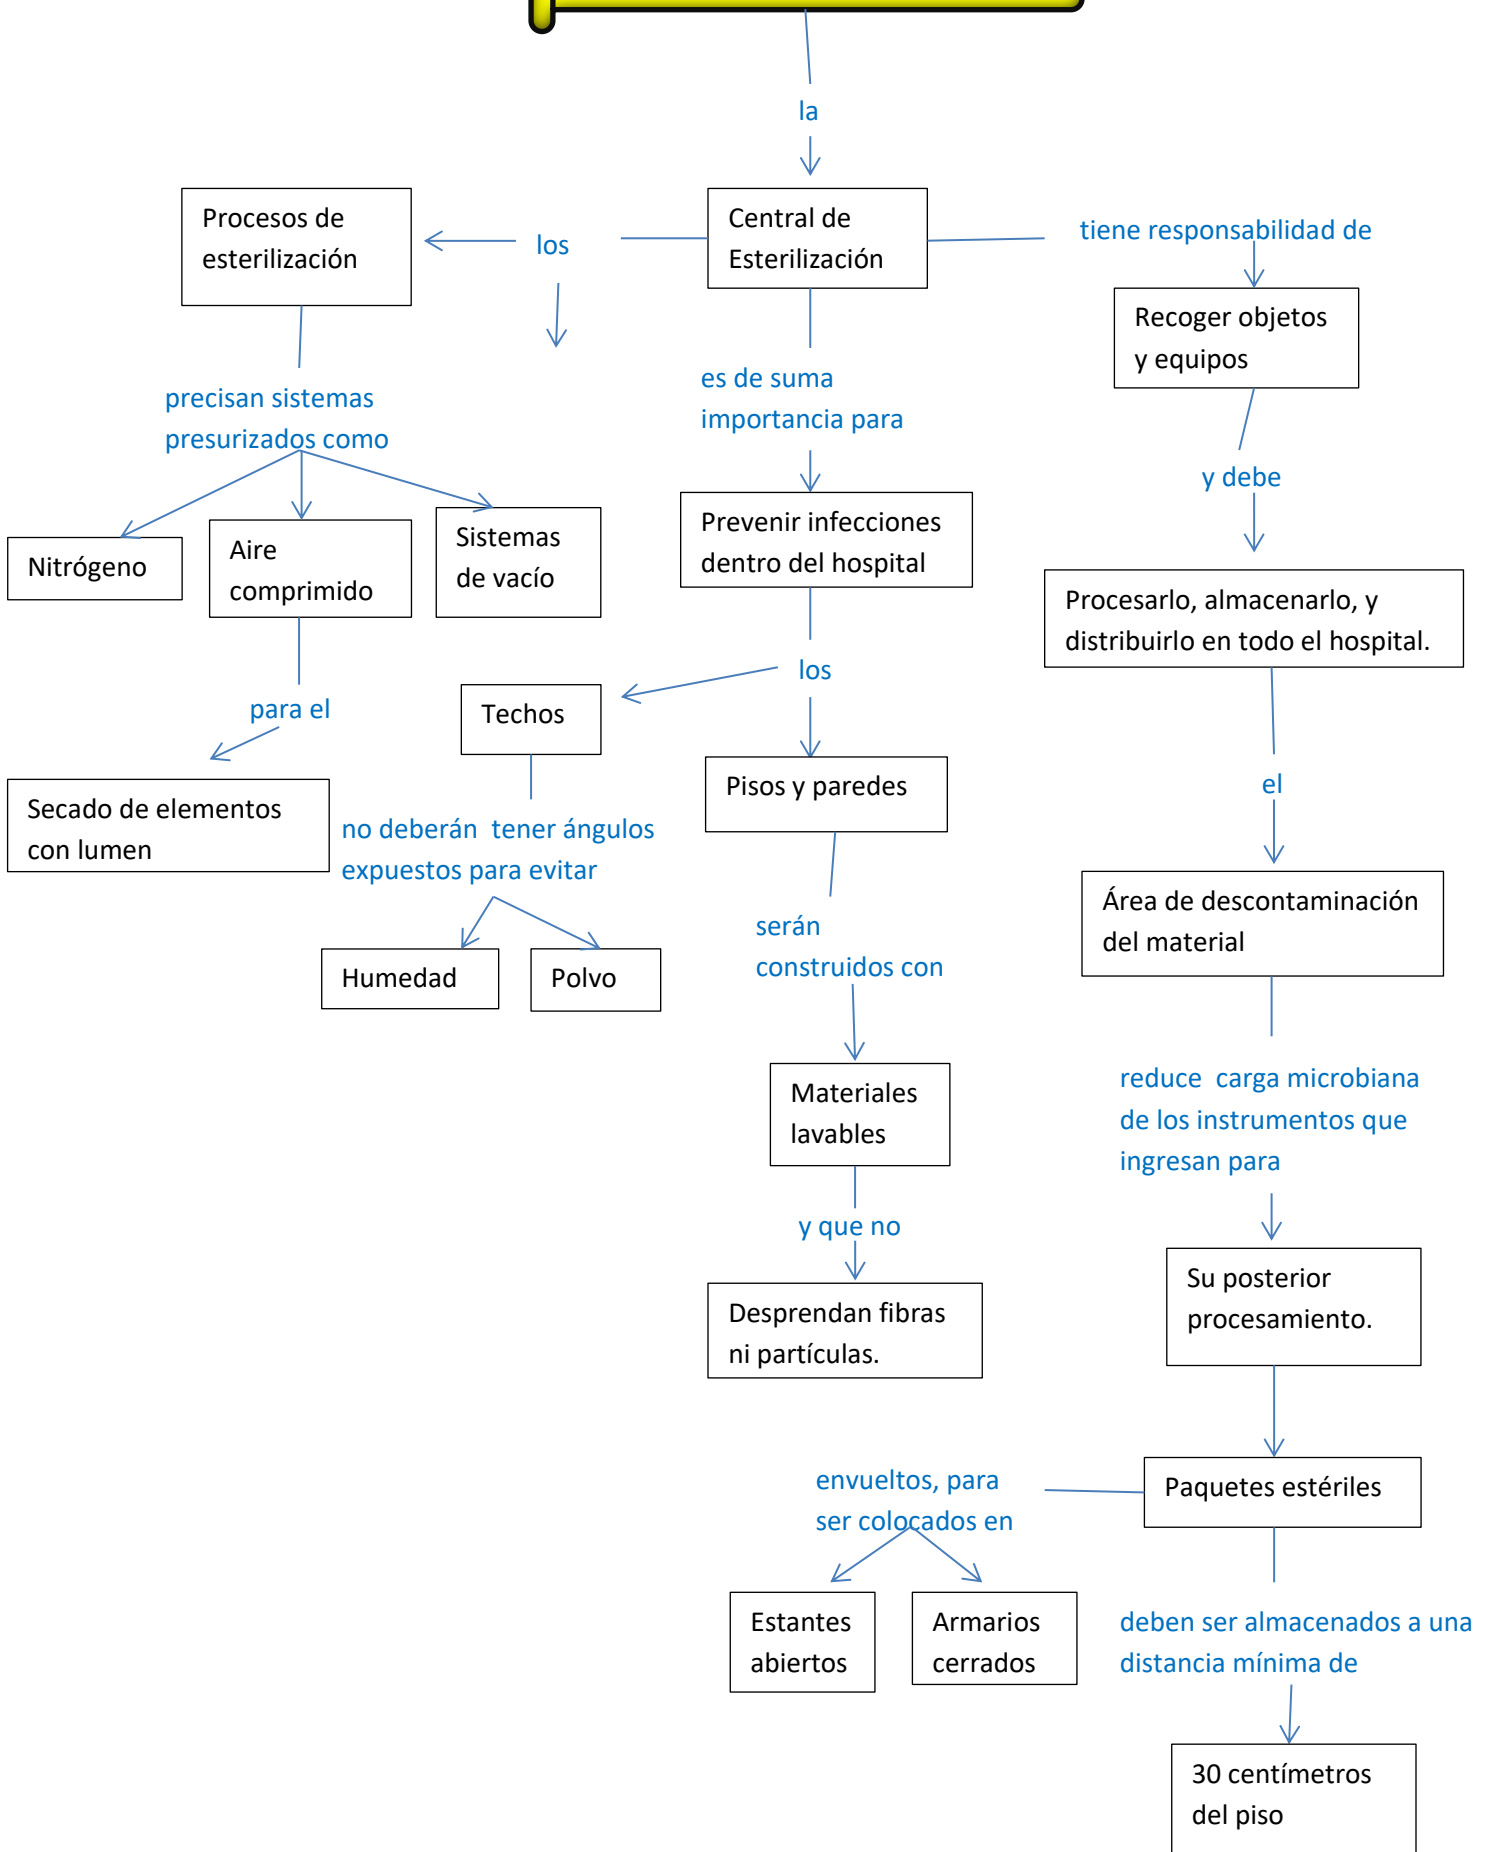 la
Procesos de
esterilización
los
Central de
Esterilización
tiene responsabilidad de
Recoger objetos
y equipos
precisan sistemas
presurizados como
es de suma
importancia para
y debe
Nitrógeno
Aire
comprimido
Sistemas
de vacío
Prevenir infecciones
dentro del hospital
Procesarlo, almacenarlo, y
distribuirlo en todo el hospital.
para el
Techos
los
Secado de elementos
con lumen
no deberán  tener ángulos
expuestos para evitar
Pisos y paredes
el
Humedad
Polvo
serán
construidos con
Área de descontaminación
del material
Materiales
lavables
reduce  carga microbiana
de los instrumentos que
ingresan para
y que no
Desprendan fibras
ni partículas.
Su posterior
procesamiento.
envueltos, para
ser colocados en
Paquetes estériles
Estantes
abiertos
Armarios
cerrados
deben ser almacenados a una
distancia mínima de
30 centímetros
del piso